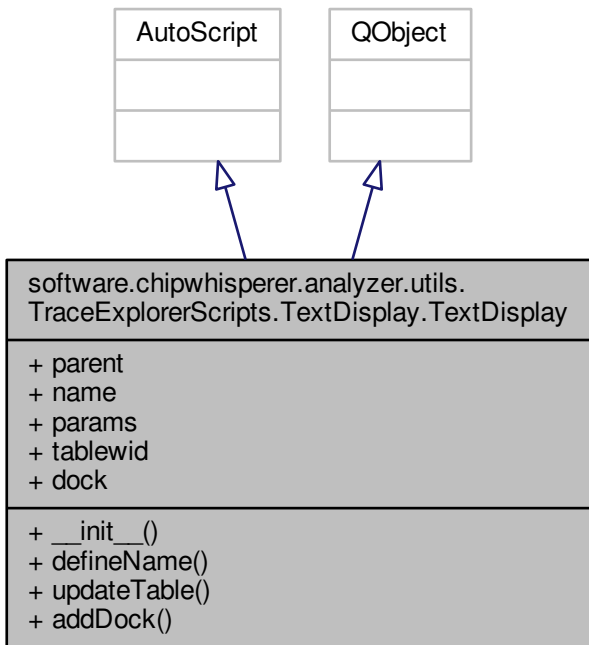 AutoScript
QObject
software.chipwhisperer.analyzer.utils.
TraceExplorerScripts.TextDisplay.TextDisplay
+ parent
+ name
+ params
+ tablewid
+ dock
+ __init__()
+ defineName()
+ updateTable()
+ addDock()